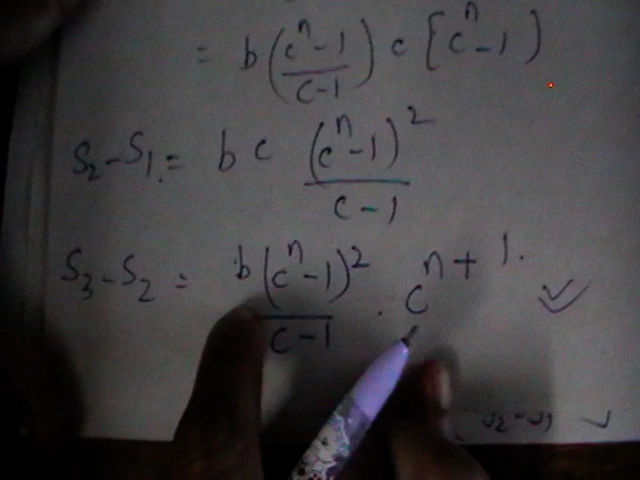 = b (c^n - 1 / c - 1) c [c^n - 1)
S₂ - S₁ = b c (c^n - 1)² / c - 1
S₃ - S₂ = b (c^n - 1)² / c - 1 . c^{n + 1}.